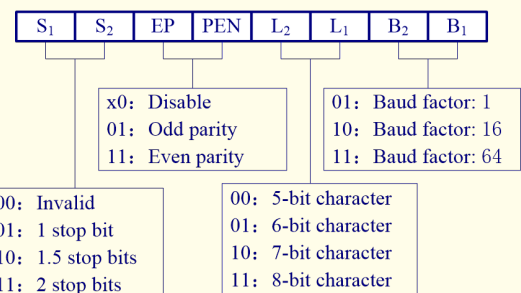 S₁ S₂ EP PEN L₂ L₁ B₂ B₁
x0： Disable
01： Odd parity
11： Even parity
01： Baud factor: 1
10： Baud factor: 16
11： Baud factor: 64
00： Invalid
01： 1 stop bit
10： 1.5 stop bits
11： 2 stop bits
00： 5-bit character
01： 6-bit character
10： 7-bit character
11： 8-bit character